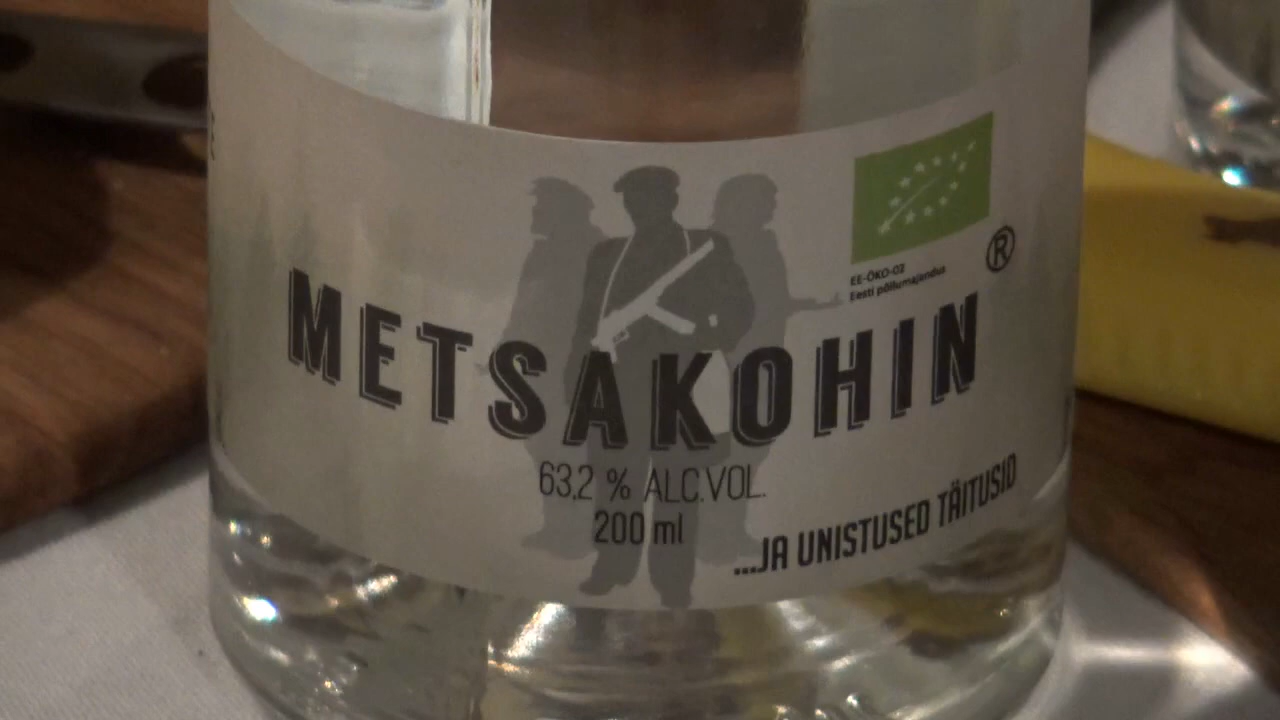 EE-ÖKO-02
Eesti põllumajandus
®
METSAKOHIN
63,2 % ALC.VOL.
200 ml
...JA UNISTUSED TÄITUSID